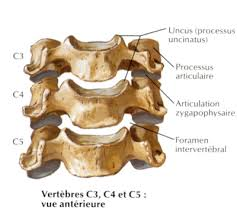 Uncus (processus
uncinatus)
C3
Processus
articulaire
C4
Articulation
zygapophysaire
Foramen
intervertébral
C5
Vertèbres C3, C4 et C5 :
vue antérieure